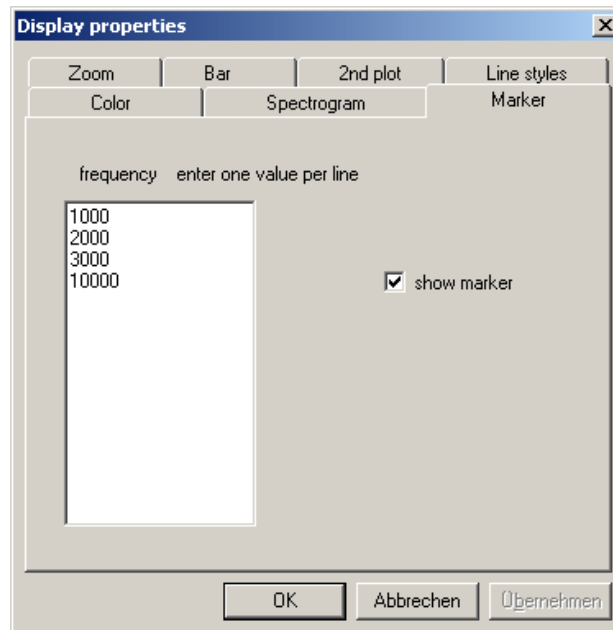 Display properties
Zoom Bar 2nd plot Line styles
Color Spectrogram Marker
frequency enter one value per line
1000
2000
3000
10000
show marker
OK Abbrechen Übernehmen